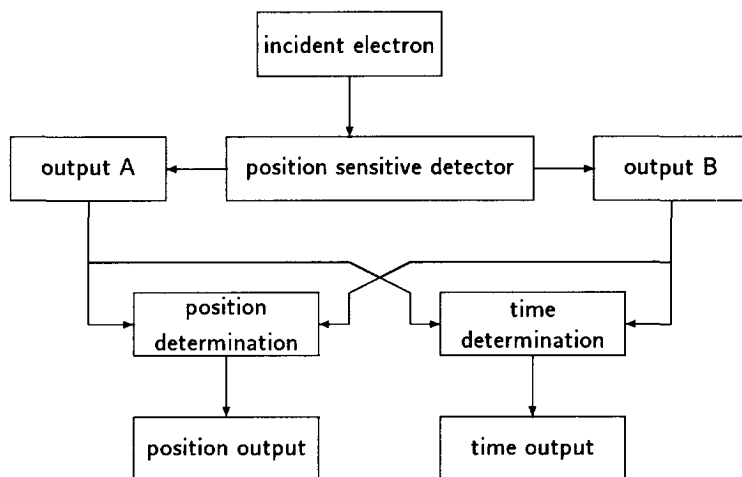 incident electron
output A
position sensitive detector
output B
position
determination
time
determination
position output
time output